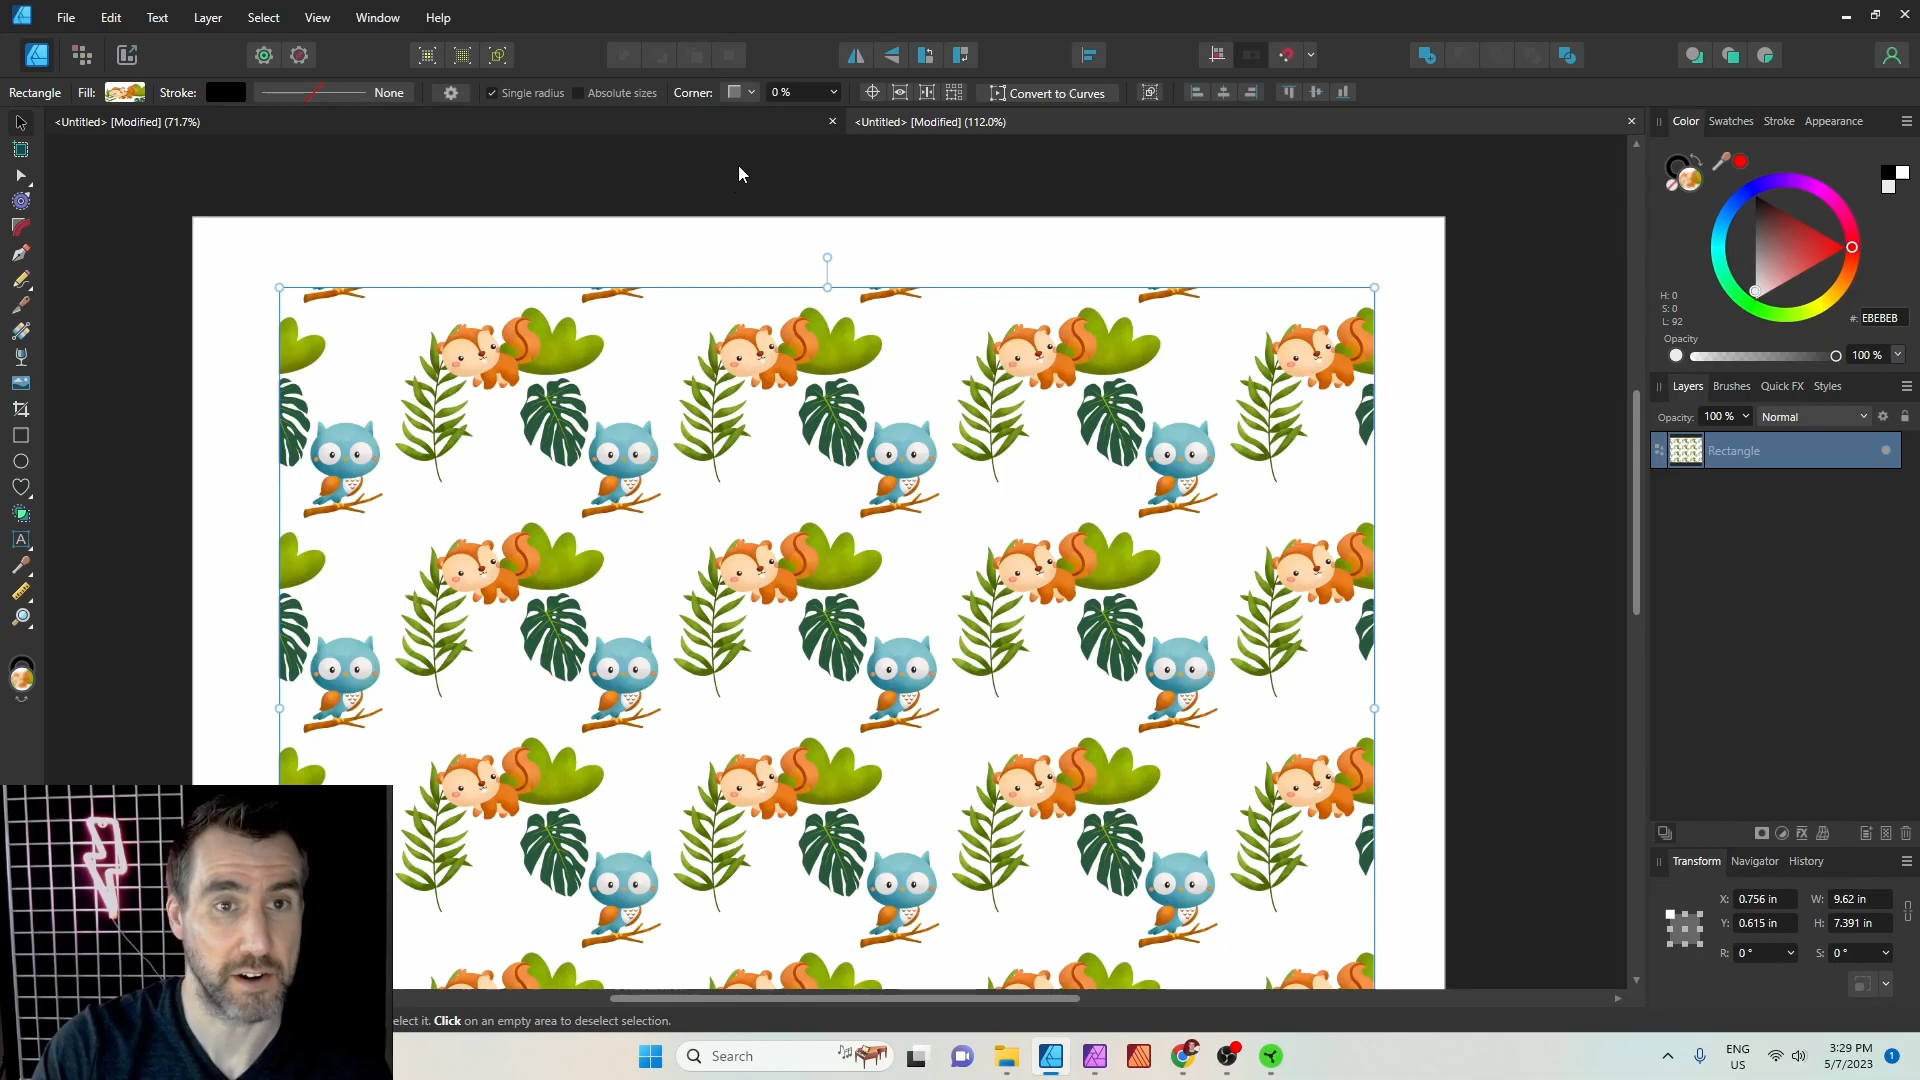 File Edit Text Layer Select View Window Help
Rectangle Fill: Stroke: None Single radius Absolute sizes Corner: 0 % Convert to Curves
<Untitled> [Modified] (71.7%) <Untitled> [Modified] (112.0%)
Color Swatches Stroke Appearance
H: 0
S: 0
L: 92
#: EBEBEB
Opacity
100 %
Layers Brushes Quick FX Styles
Opacity: 100 % Normal
Rectangle
Transform Navigator History
X: 0.756 in W: 9.62 in
Y: 0.615 in H: 7.391 in
R: 0 ° S: 0 °
elect it. Click on an empty area to deselect selection.
Search
ENG
US
3:29 PM
5/7/2023
1